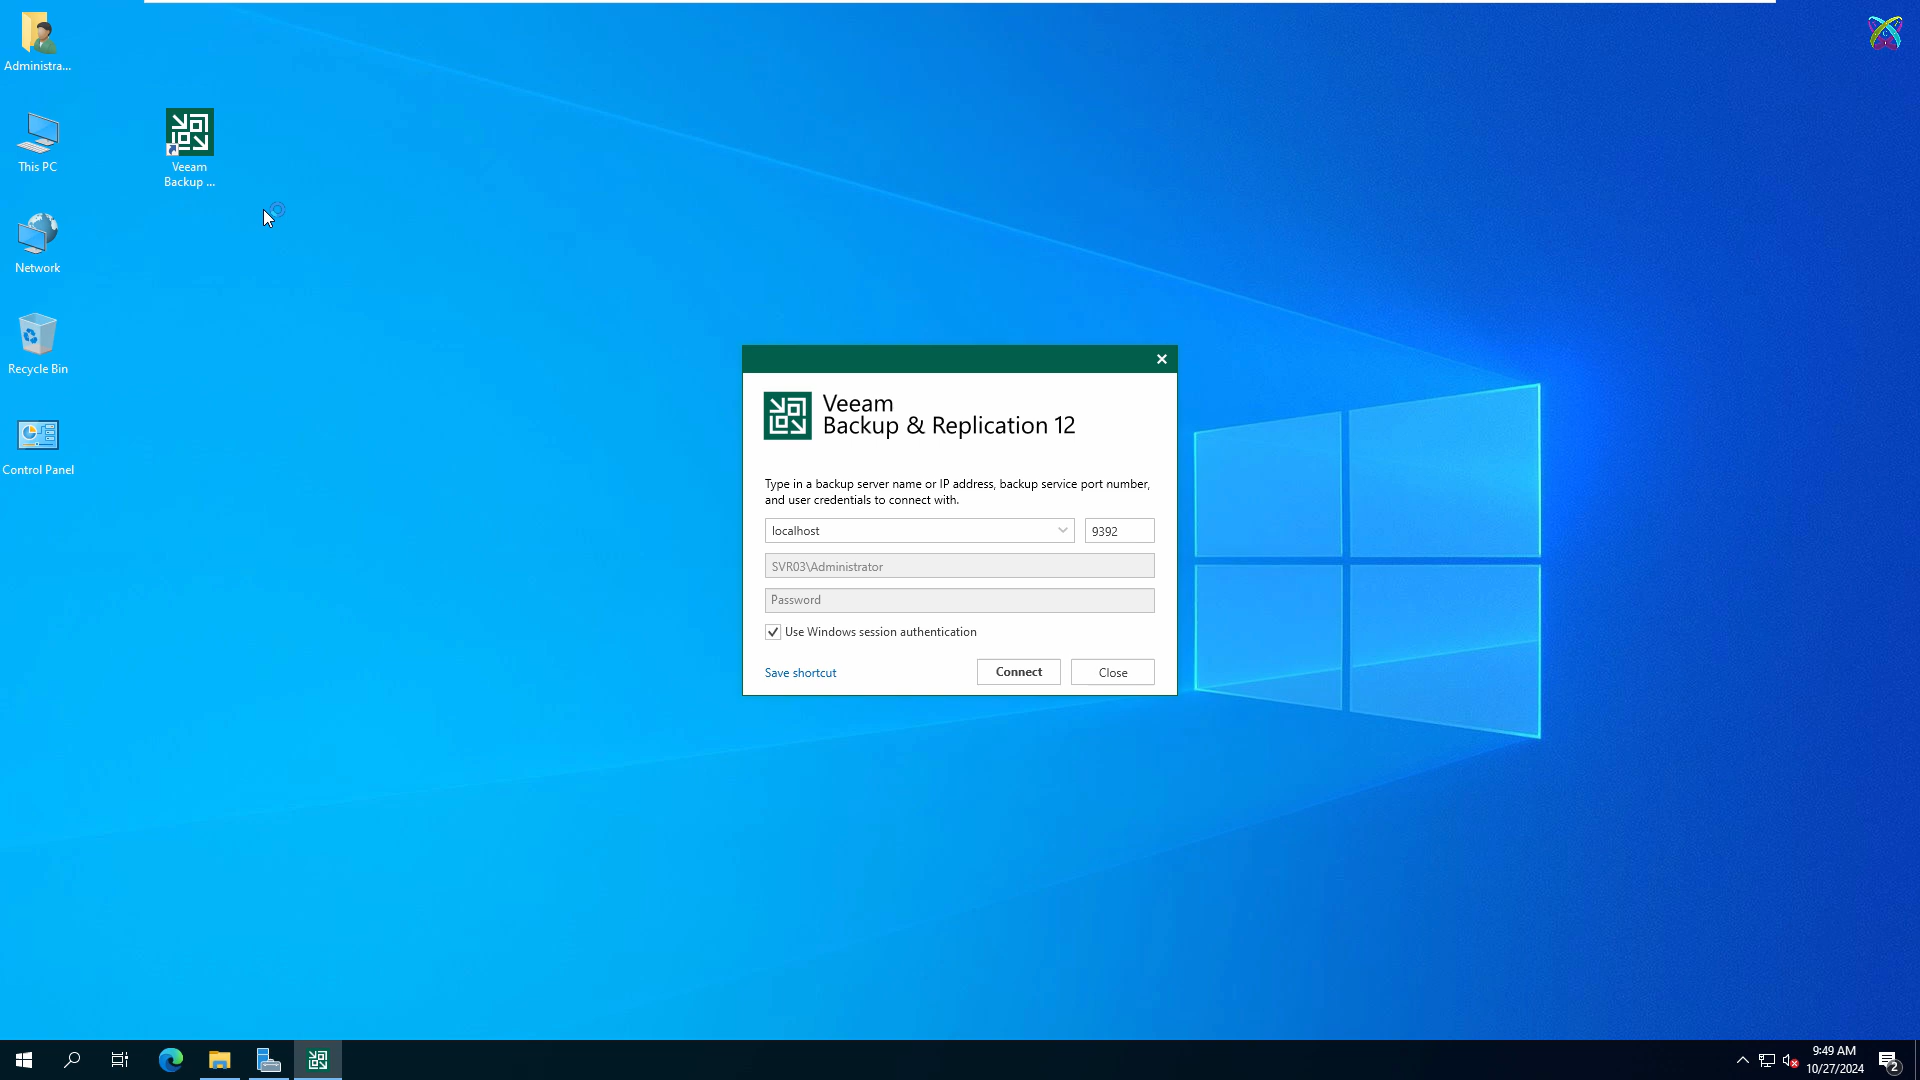 Administra...
This PC
Network
Recycle Bin
Control Panel
Veeam
Backup ...
Veeam
Backup & Replication 12
Type in a backup server name or IP address, backup service port number,
and user credentials to connect with.
localhost
9392
SVR03\Administrator
Password
Use Windows session authentication
Save shortcut
Connect
Close
9:49 AM
10/27/2024
2